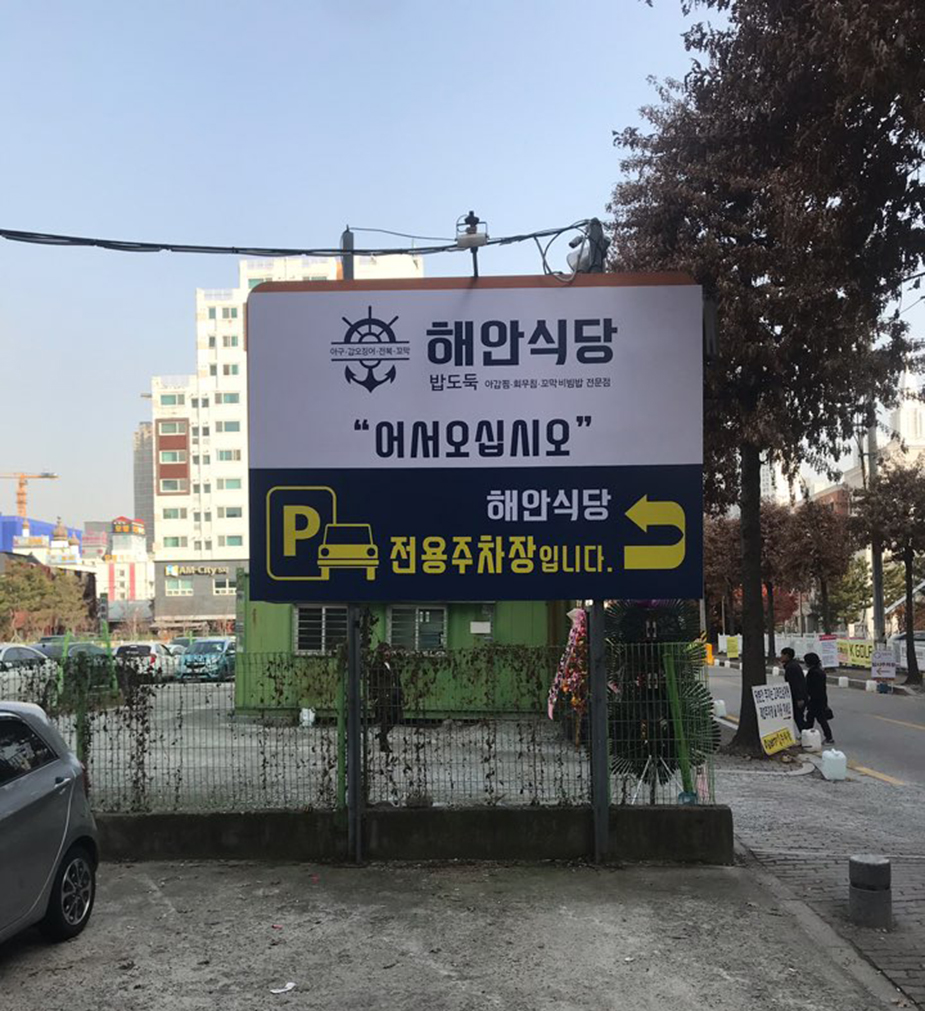 해안식당
아구·갑오징어·전복·꼬막
밥도둑 아감찜·회무침·꼬막비빔밥 전문점
“어서오십시오”
해안식당
P 전용주차장입니다.
AM-City
K GOLF